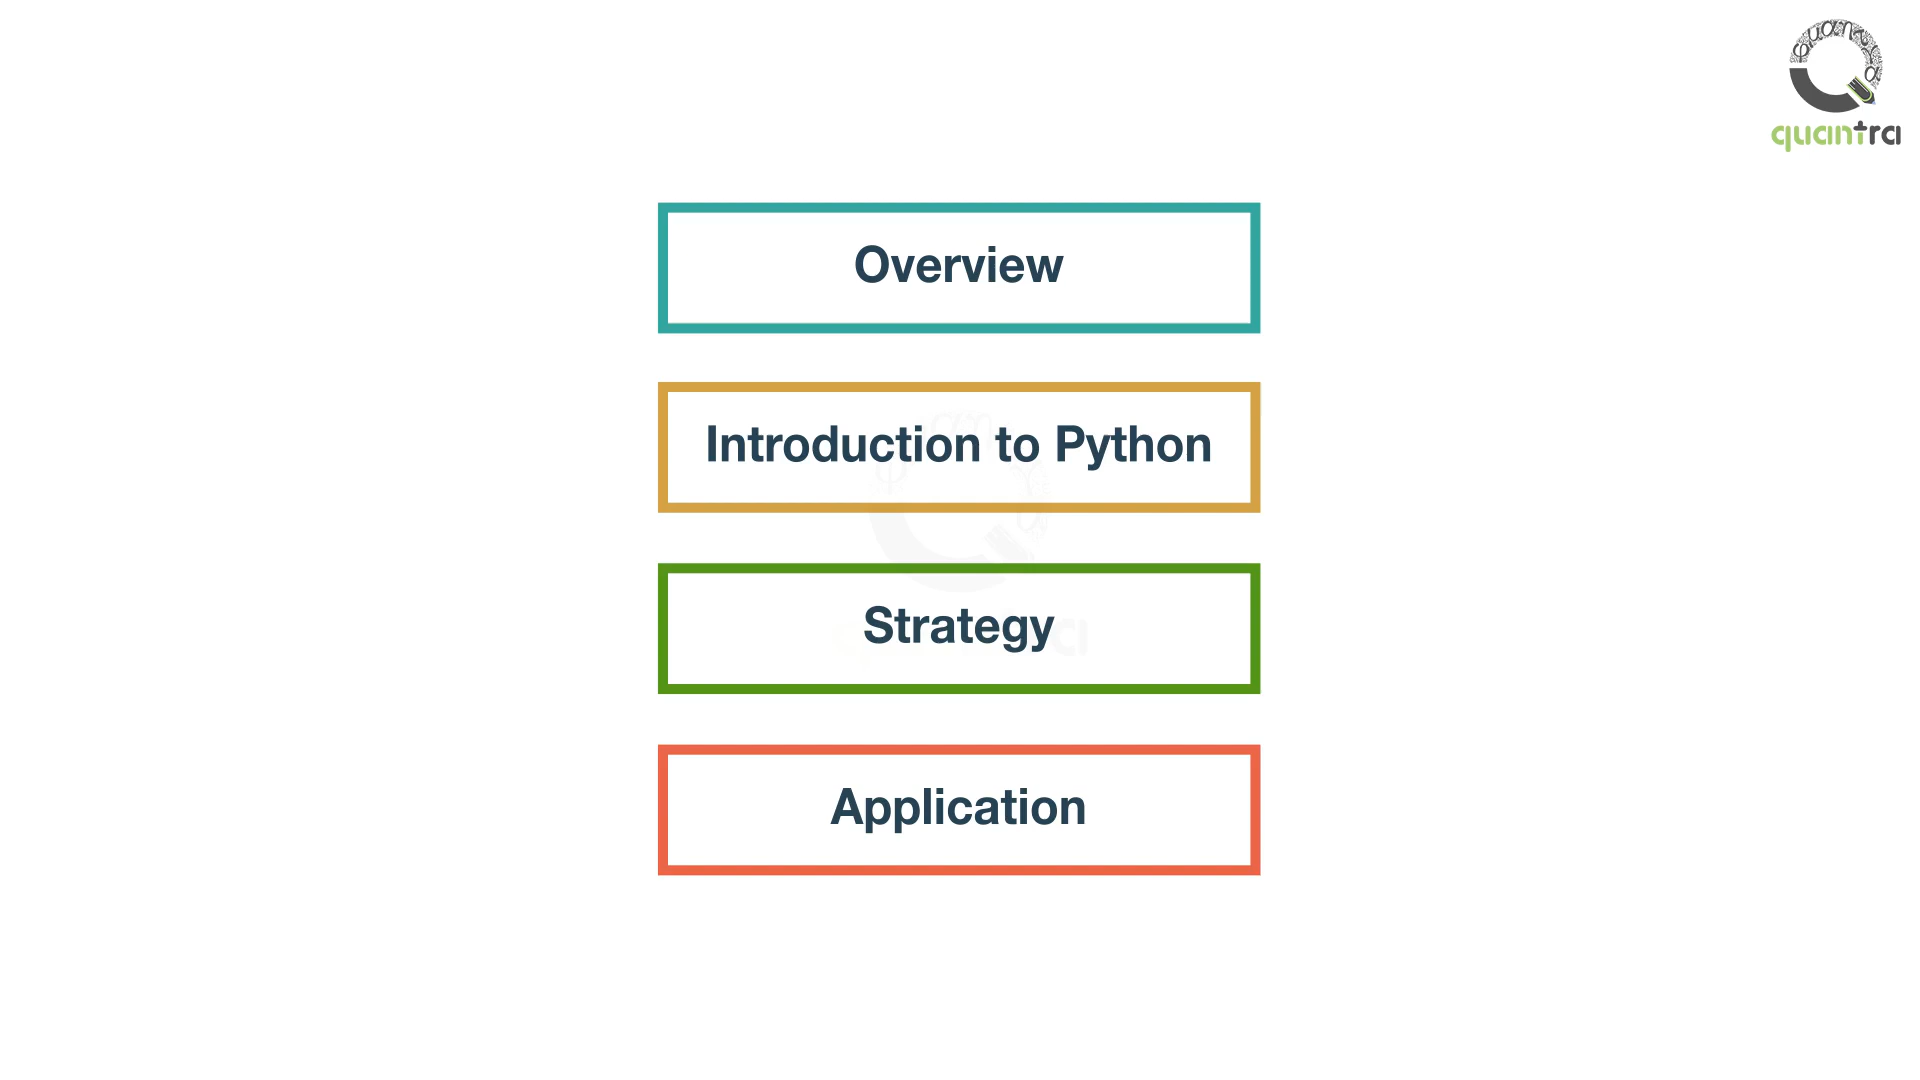 quantra
Overview
Introduction to Python
Strategy
Application